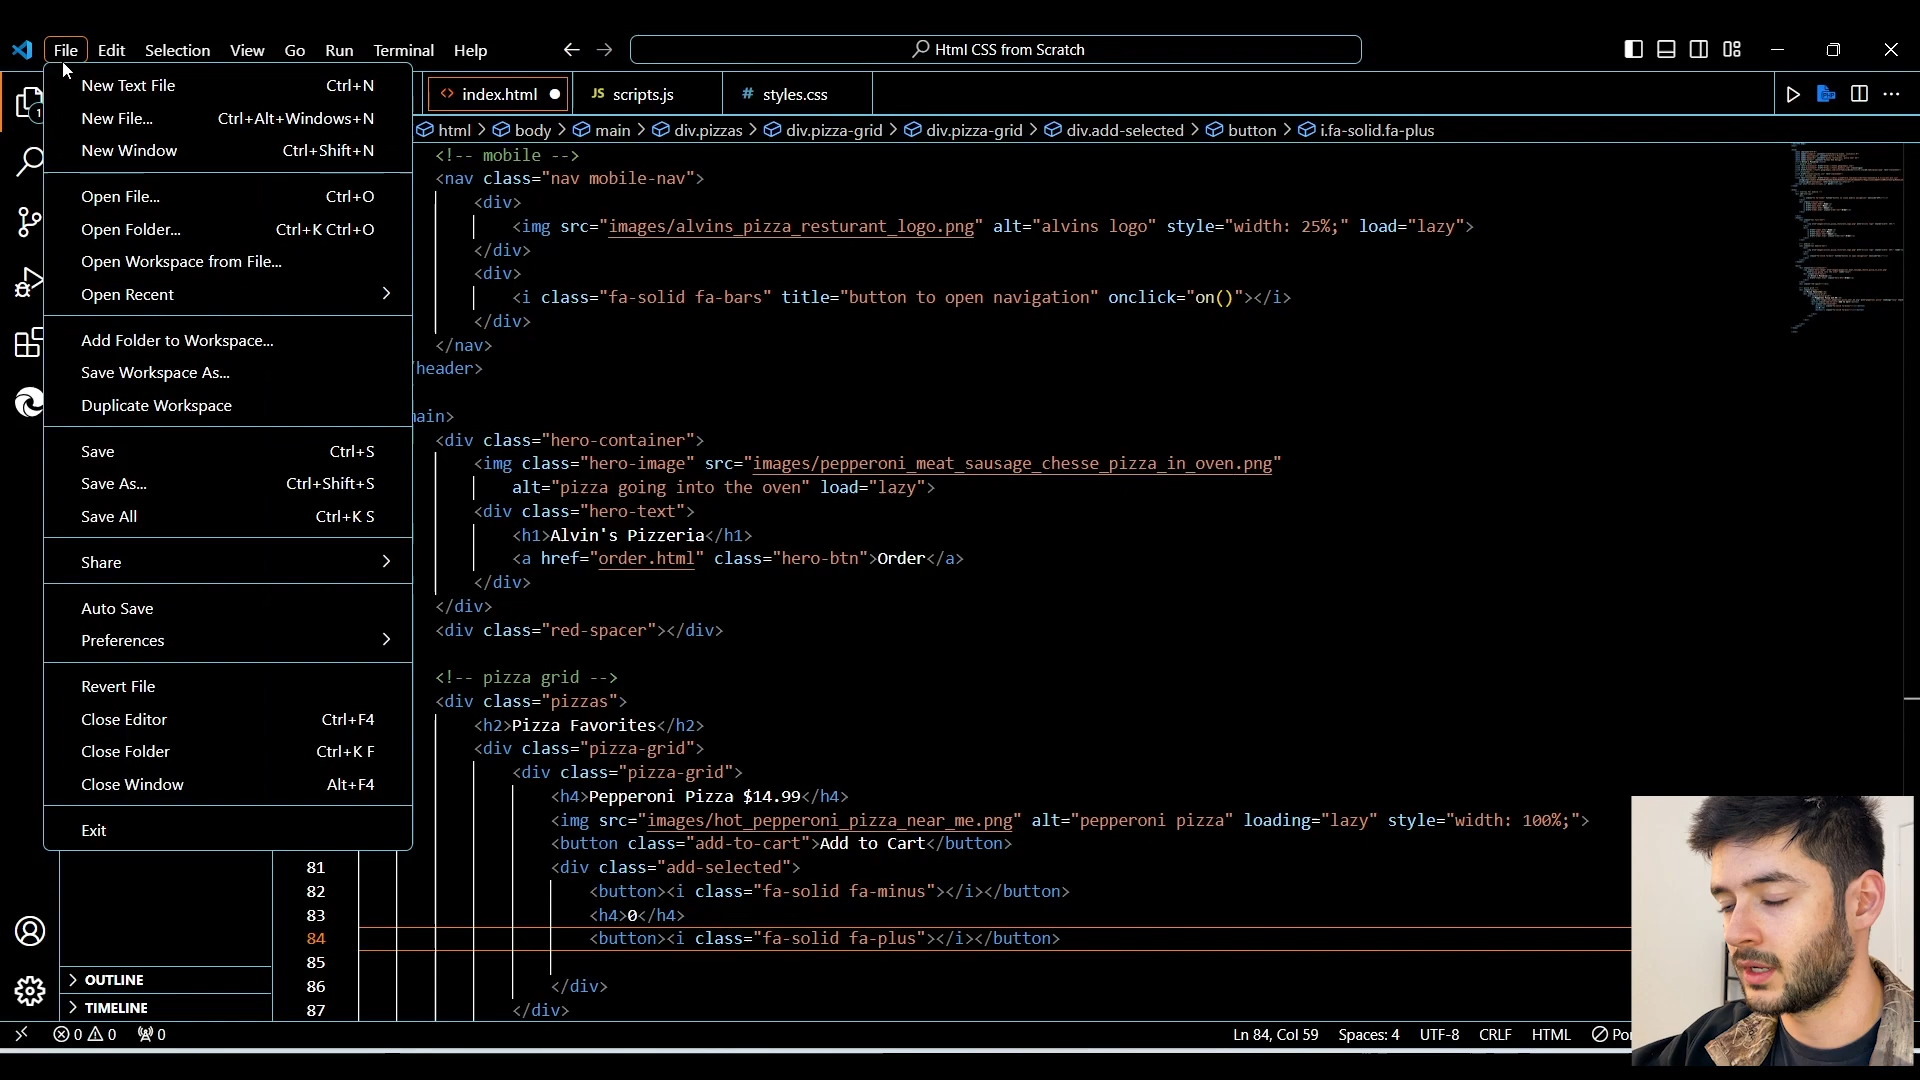 File Edit Selection View Go Run Terminal Help
Html CSS from Scratch
New Text File Ctrl+N
New File... Ctrl+Alt+Windows+N
New Window Ctrl+Shift+N
Open File... Ctrl+O
Open Folder... Ctrl+K Ctrl+O
Open Workspace from File...
Open Recent
Add Folder to Workspace...
Save Workspace As...
Duplicate Workspace
Save Ctrl+S
Save As... Ctrl+Shift+S
Save All Ctrl+K S
Share
Auto Save
Preferences
Revert File
Close Editor Ctrl+F4
Close Folder Ctrl+K F
Close Window Alt+F4
Exit
1
OUTLINE
TIMELINE
<> index.html JS scripts.js # styles.css
html > body > main > div.pizzas > div.pizza-grid > div.pizza-grid > div.add-selected > button > i.fa-solid.fa-plus
<!-- mobile -->
<nav class="nav mobile-nav">
<div>
<img src="images/alvins_pizza_resturant_logo.png" alt="alvins logo" style="width: 25%;" load="lazy">
</div>
<div>
<i class="fa-solid fa-bars" title="button to open navigation" onclick="on()"></i>
</div>
</nav>
header>
ain>
<div class="hero-container">
<img class="hero-image" src="images/pepperoni_meat_sausage_chesse_pizza_in_oven.png"
alt="pizza going into the oven" load="lazy">
<div class="hero-text">
<h1>Alvin's Pizzeria</h1>
<a href="order.html" class="hero-btn">Order</a>
</div>
</div>
<div class="red-spacer"></div>
<!-- pizza grid -->
<div class="pizzas">
<h2>Pizza Favorites</h2>
<div class="pizza-grid">
<div class="pizza-grid">
<h4>Pepperoni Pizza $14.99</h4>
<img src="images/hot_pepperoni_pizza_near_me.png" alt="pepperoni pizza" loading="lazy" style="width: 100%;">
<button class="add-to-cart">Add to Cart</button>
81 <div class="add-selected">
82 <button><i class="fa-solid fa-minus"></i></button>
83 <h4>0</h4>
84 <button><i class="fa-solid fa-plus"></i></button>
85
86 </div>
87 </div>
0 0 0 Ln 84, Col 59 Spaces: 4 UTF-8 CRLF HTML Po